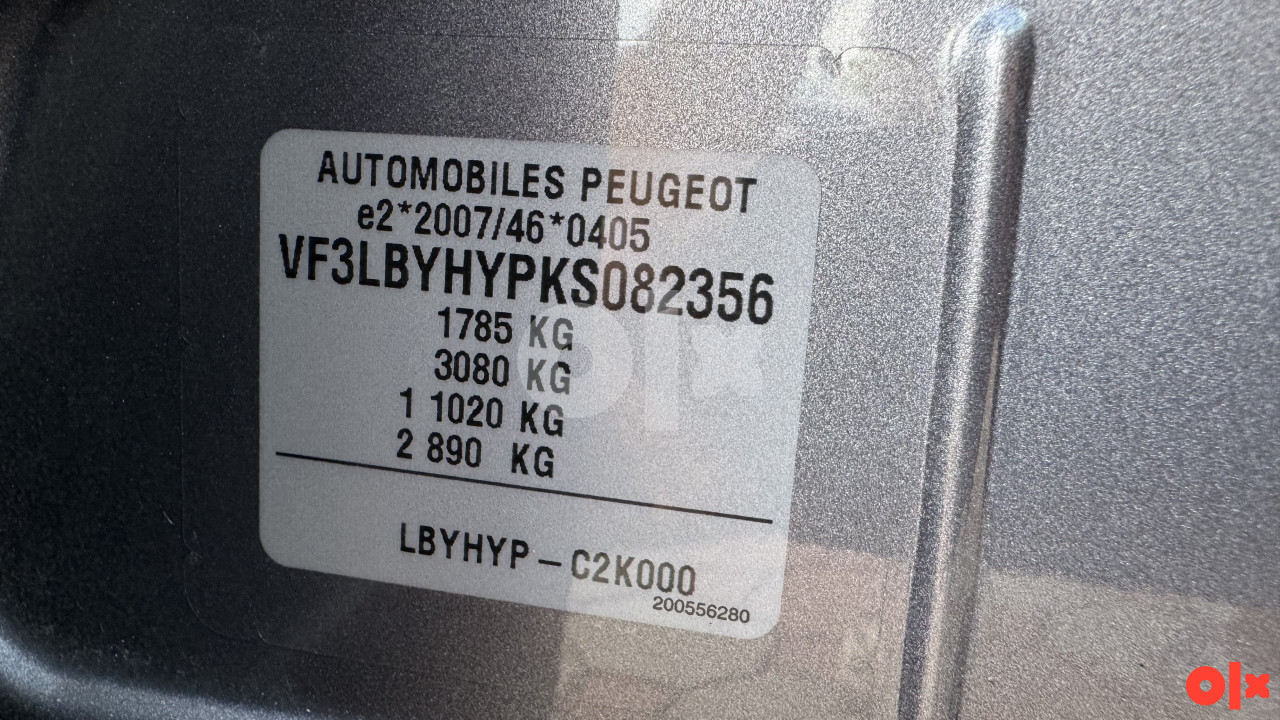 AUTOMOBILES PEUGEOT
e2*2007/46*0405
VF3LBYHYPKS082356
1785 KG
3080 KG
1 1020 KG
2 890 KG
LBYHYP – C2K000
200556280
olx
olx